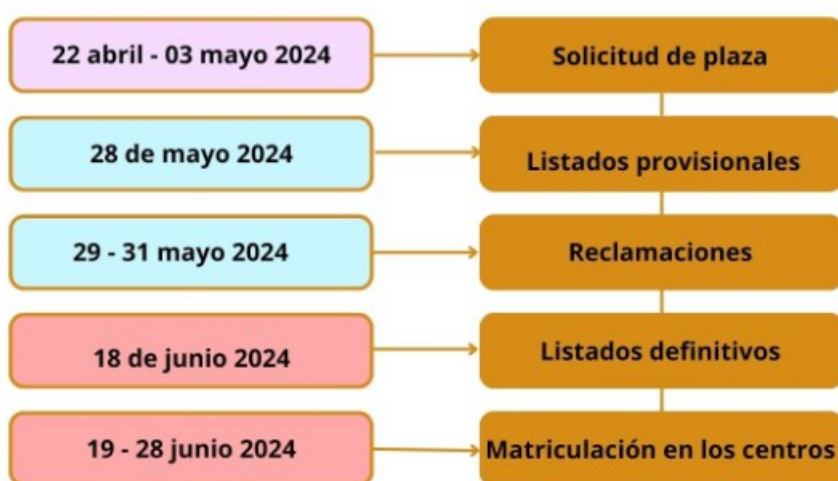 22 abril - 03 mayo 2024
Solicitud de plaza
28 de mayo 2024
Listados provisionales
29 - 31 mayo 2024
Reclamaciones
18 de junio 2024
Listados definitivos
19 - 28 junio 2024
Matriculación en los centros